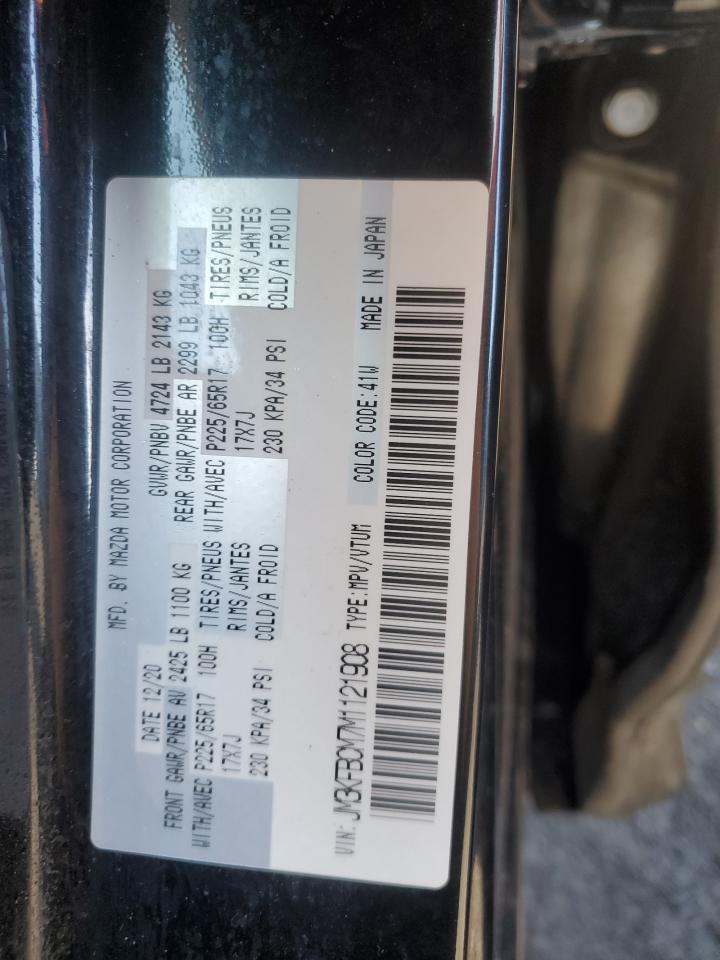 MFD. BY MAZDA MOTOR CORPORATION
DATE 12/20 GVWR/PNBV 4724 LB 2143 KG
FRONT GAWR/PNBE AV 2425 LB 1100 KG REAR GAWR/PNBE AR 2299 LB 1043 KG
WITH/AVEC P225/65R17 100H TIRES/PNEUS WITH/AVEC P225/65R17 100H TIRES/PNEUS
17X7J RIMS/JANTES 17X7J RIMS/JANTES
230 KPA/34 PSI COLD/A FROID 230 KPA/34 PSI COLD/A FROID
VIN: JM3KFBCM7M1121908 TYPE:MPV/VTUM COLOR CODE:41W MADE IN JAPAN